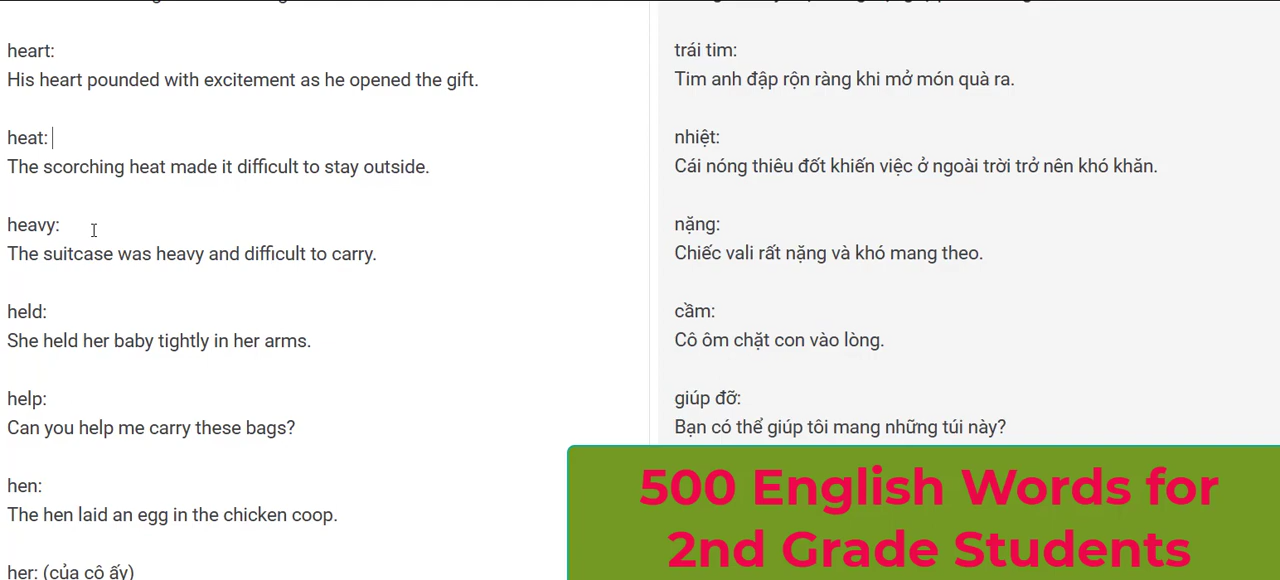 heart:
His heart pounded with excitement as he opened the gift.
heat:
The scorching heat made it difficult to stay outside.
heavy:
The suitcase was heavy and difficult to carry.
held:
She held her baby tightly in her arms.
help:
Can you help me carry these bags?
hen:
The hen laid an egg in the chicken coop.
her: (của cô ấy)
trái tim:
Tim anh đập rộn ràng khi mở món quà ra.
nhiệt:
Cái nóng thiêu đốt khiến việc ở ngoài trời trở nên khó khăn.
nặng:
Chiếc vali rất nặng và khó mang theo.
cầm:
Cô ôm chặt con vào lòng.
giúp đỡ:
Bạn có thể giúp tôi mang những túi này?
500 English Words for
2nd Grade Students